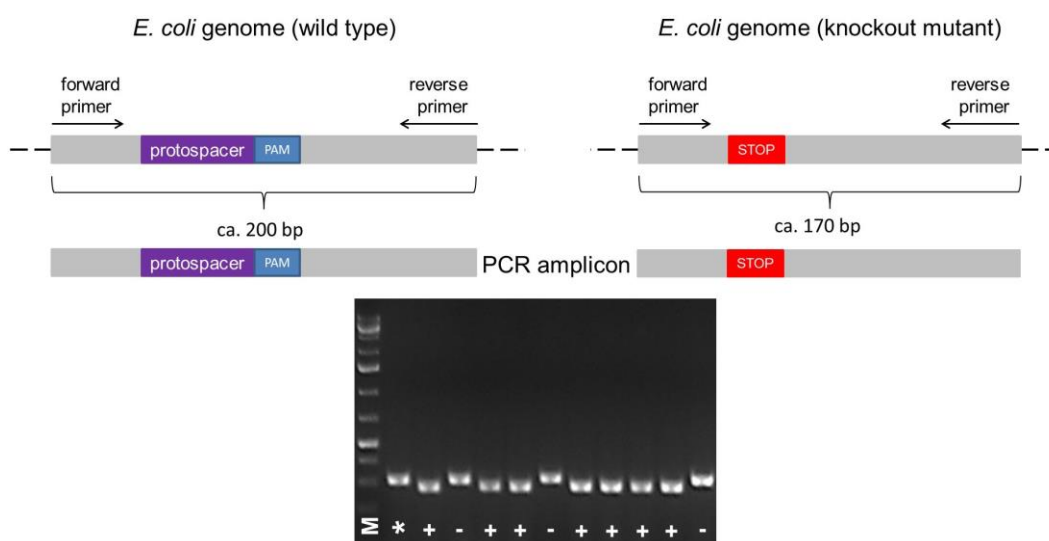 E. coli genome (wild type)
E. coli genome (knockout mutant)
forward
primer
reverse
primer
forward
primer
reverse
primer
protospacer PAM
STOP
ca. 200 bp
ca. 170 bp
protospacer PAM
PCR amplicon
STOP
M * + - + + - + + + + -